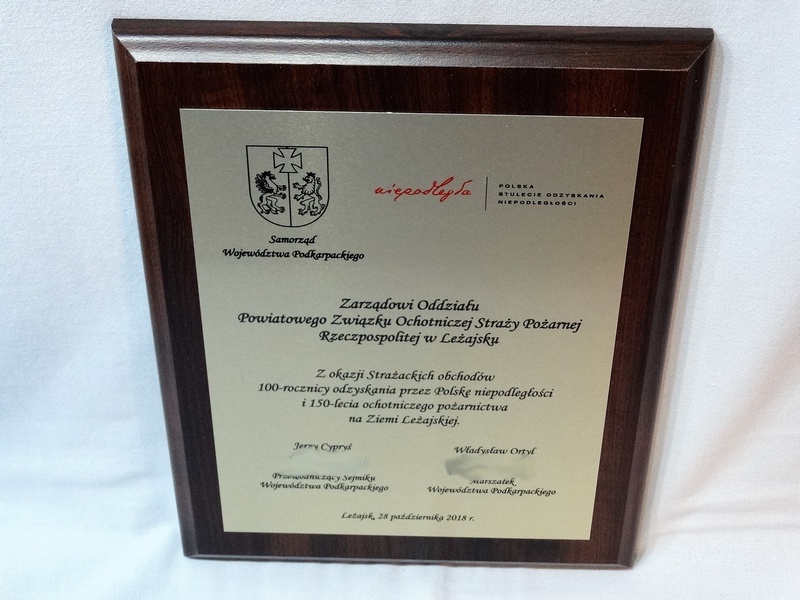 Samorząd
Województwa Podkarpackiego
niepodległa
POLSKA
STULECIE ODZYSKANIA
NIEPODLEGŁOŚCI
Zarządowi Oddziału
Powiatowego Związku Ochotniczej Straży Pożarnej
Rzeczpospolitej w Leżajsku
Z okazji Strażackich obchodów
100-rocznicy odzyskania przez Polskę niepodległości
i 150-lecia ochotniczego pożarnictwa
na Ziemi Leżajskiej.
Jerzy Cypryś
Przewodniczący Sejmiku
Województwa Podkarpackiego
Władysław Ortyl
Marszałek
Województwa Podkarpackiego
Leżajsk, 28 października 2018 r.